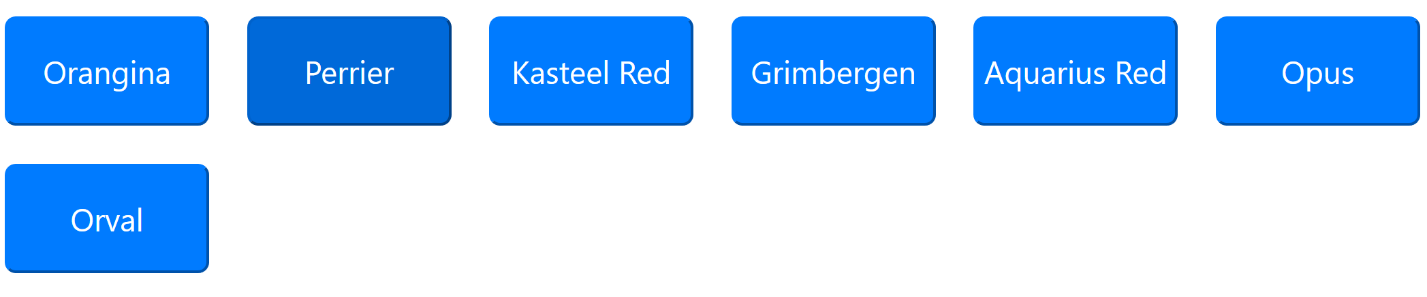 Orangina Perrier Kasteel Red Grimbergen Aquarius Red Opus
Orval